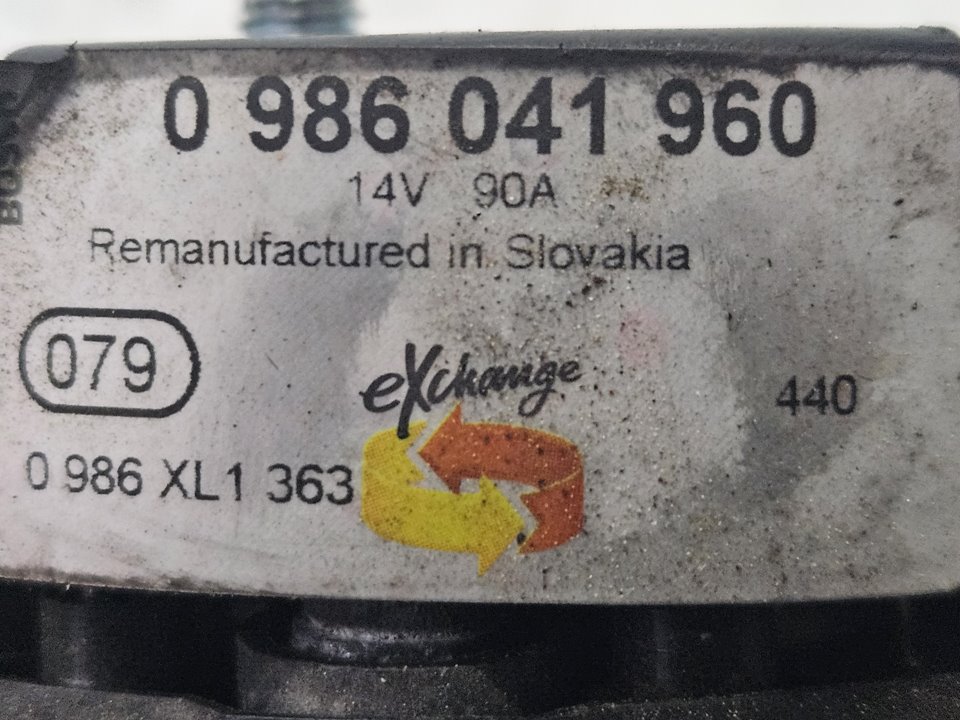 0 986 041 960
14V 90A
Remanufactured in Slovakia
BOSCH
079
eXchange
440
0 986 XL1 363